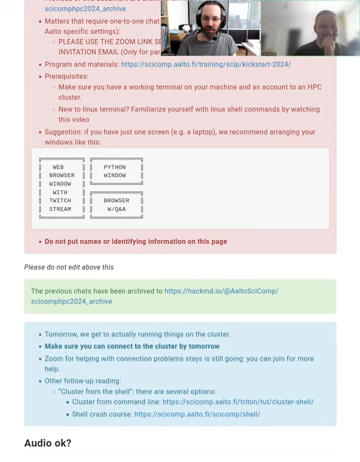 scicomphpc2024_archive
• Matters that require one-to-one chat
Aalto specific settings):
◦ PLEASE USE THE ZOOM LINK SE
INVITATION EMAIL (Only for par
• Program and materials: https://scicomp.aalto.fi/training/scip/kickstart-2024/
• Prerequisites:
◦ Make sure you have a working terminal on your machine and an account to an HPC
cluster.
◦ New to linux terminal? Familiarize yourself with linux shell commands by watching
this video
• Suggestion: if you have just one screen (e.g. a laptop), we recommend arranging your
windows like this:
WEB PYTHON
BROWSER WINDOW
WINDOW
WITH
TWITCH BROWSER
STREAM W/Q&A
• Do not put names or identifying information on this page
Please do not edit above this
The previous chats have been archived to https://hackmd.io/@AaltoSciComp/
scicomphpc2024_archive
• Tomorrow, we get to actually running things on the cluster.
• Make sure you can connect to the cluster by tomorrow
• Zoom for helping with connection problems stays is still going: you can join for more
help.
• Other follow-up reading:
◦ "Cluster from the shell": there are several options:
▪ Cluster from command line: https://scicomp.aalto.fi/triton/tut/cluster-shell/
▪ Shell crash course: https://scicomp.aalto.fi/scicomp/shell/
Audio ok?